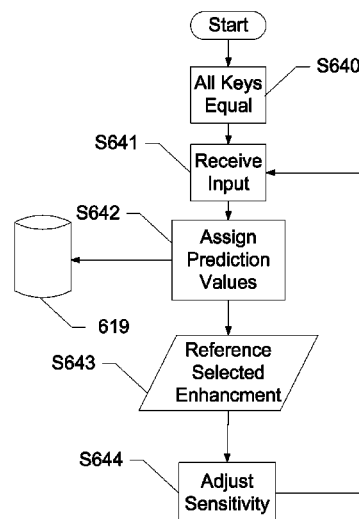 Start
All Keys
Equal
S640
S641
Receive
Input
S642
Assign
Prediction
Values
619
S643
Reference
Selected
Enhancment
S644
Adjust
Sensitivity